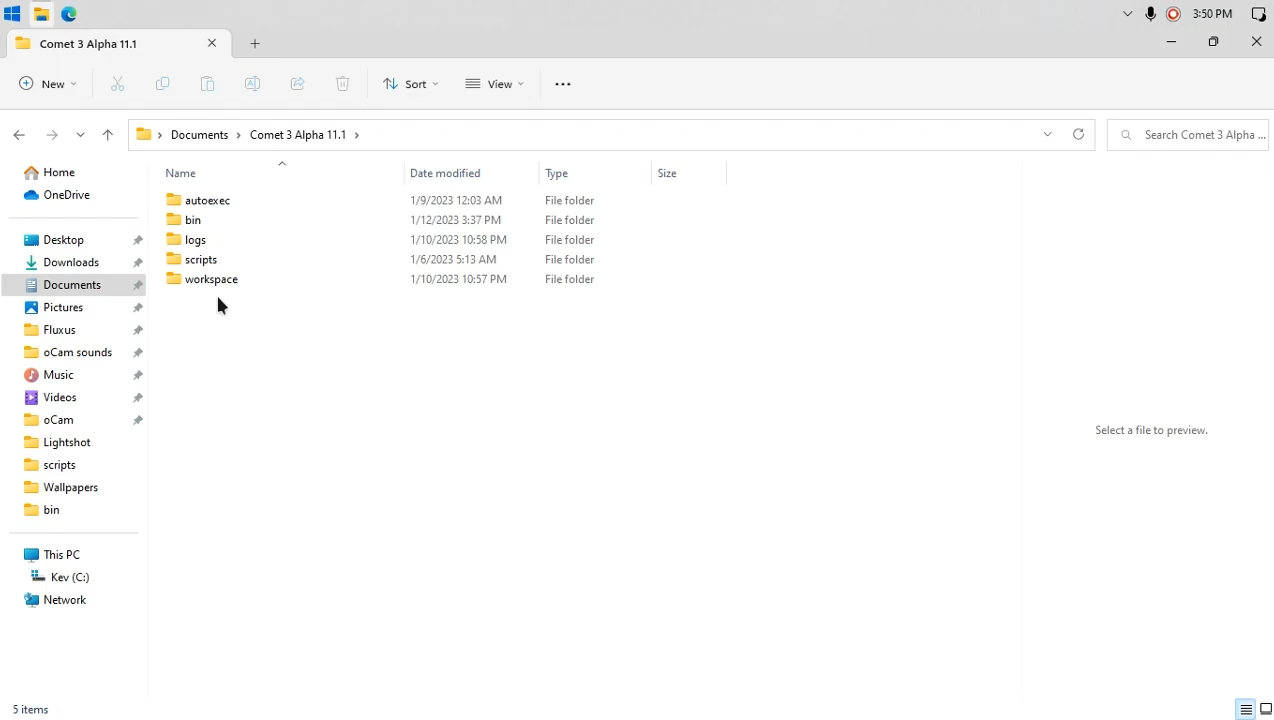 3:50 PM
Comet 3 Alpha 11.1
New
Sort
View
Documents
Comet 3 Alpha 11.1
Search Comet 3 Alpha ...
Home
OneDrive
Desktop
Downloads
Documents
Pictures
Fluxus
oCam sounds
Music
Videos
oCam
Lightshot
scripts
Wallpapers
bin
This PC
Kev (C:)
Network
Name Date modified Type Size
autoexec 1/9/2023 12:03 AM File folder
bin 1/12/2023 3:37 PM File folder
logs 1/10/2023 10:58 PM File folder
scripts 1/6/2023 5:13 AM File folder
workspace 1/10/2023 10:57 PM File folder
Select a file to preview.
5 items